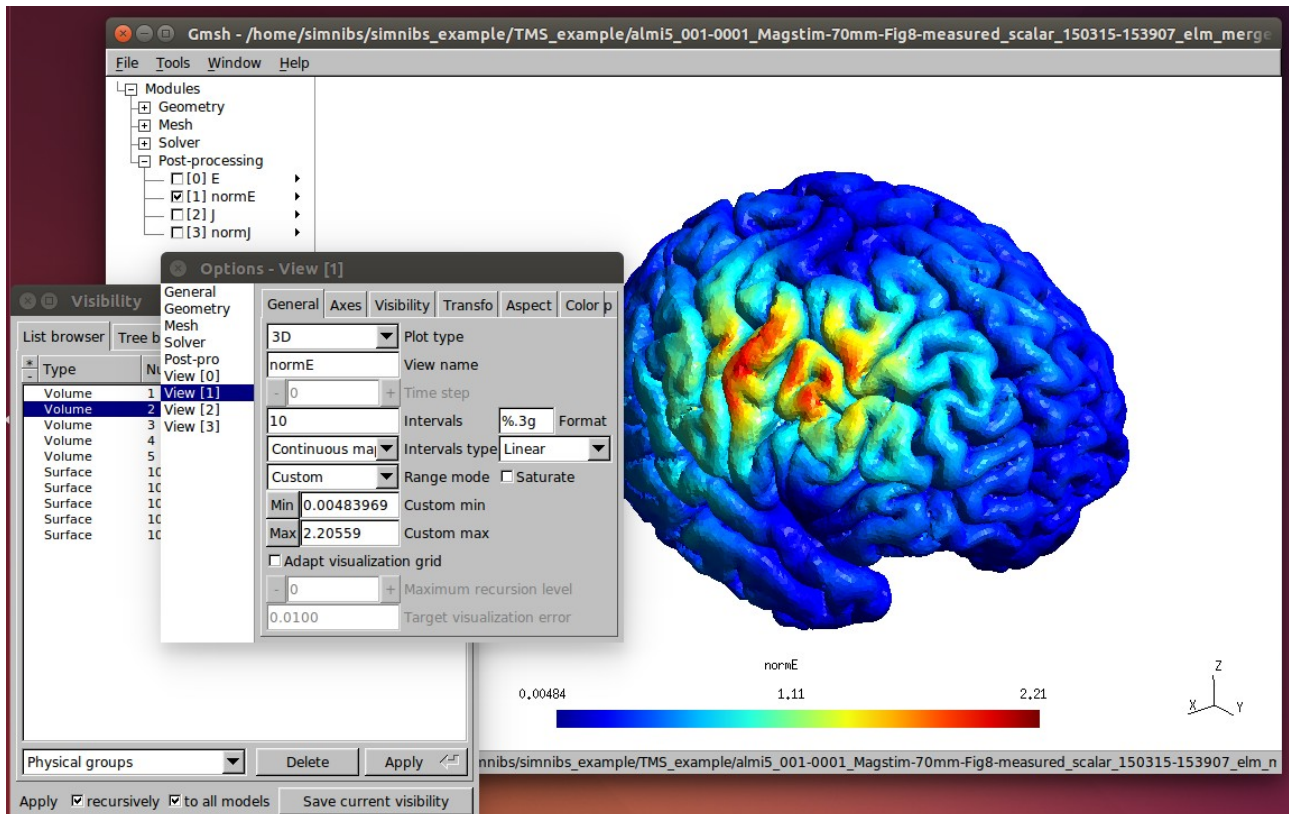 Gmsh - /home/simnibs/simnibs_example/TMS_example/almi5_001-0001_Magstim-70mm-Fig8-measured_scalar_150315-153907_elm_merge
File Tools Window Help
Modules
Geometry
Mesh
Solver
Post-processing
[0] E
[1] normE
[2] J
[3] normJ
Options - View [1]
General
Geometry
Mesh
Solver
Post-pro
View [0]
View [1]
View [2]
View [3]
General Axes Visibility Transfo Aspect Color
3D Plot type
normE View name
- 0 + Time step
10 Intervals %.3g Format
Continuous ma Intervals type Linear
Custom Range mode Saturate
Min 0.00483969 Custom min
Max 2.20559 Custom max
Adapt visualization grid
- 0 + Maximum recursion level
0.0100 Target visualization error
Visibility
List browser Tree b
* - Type Nu
Volume 1
Volume 2
Volume 3
Volume 4
Volume 5
Surface 10
Surface 10
Surface 10
Surface 10
Surface 10
Physical groups Delete Apply
Apply recursively to all models Save current visibility
normE
0.00484 1.11 2.21
Z
X Y
mnibs/simnibs_example/TMS_example/almi5_001-0001_Magstim-70mm-Fig8-measured_scalar_150315-153907_elm_n